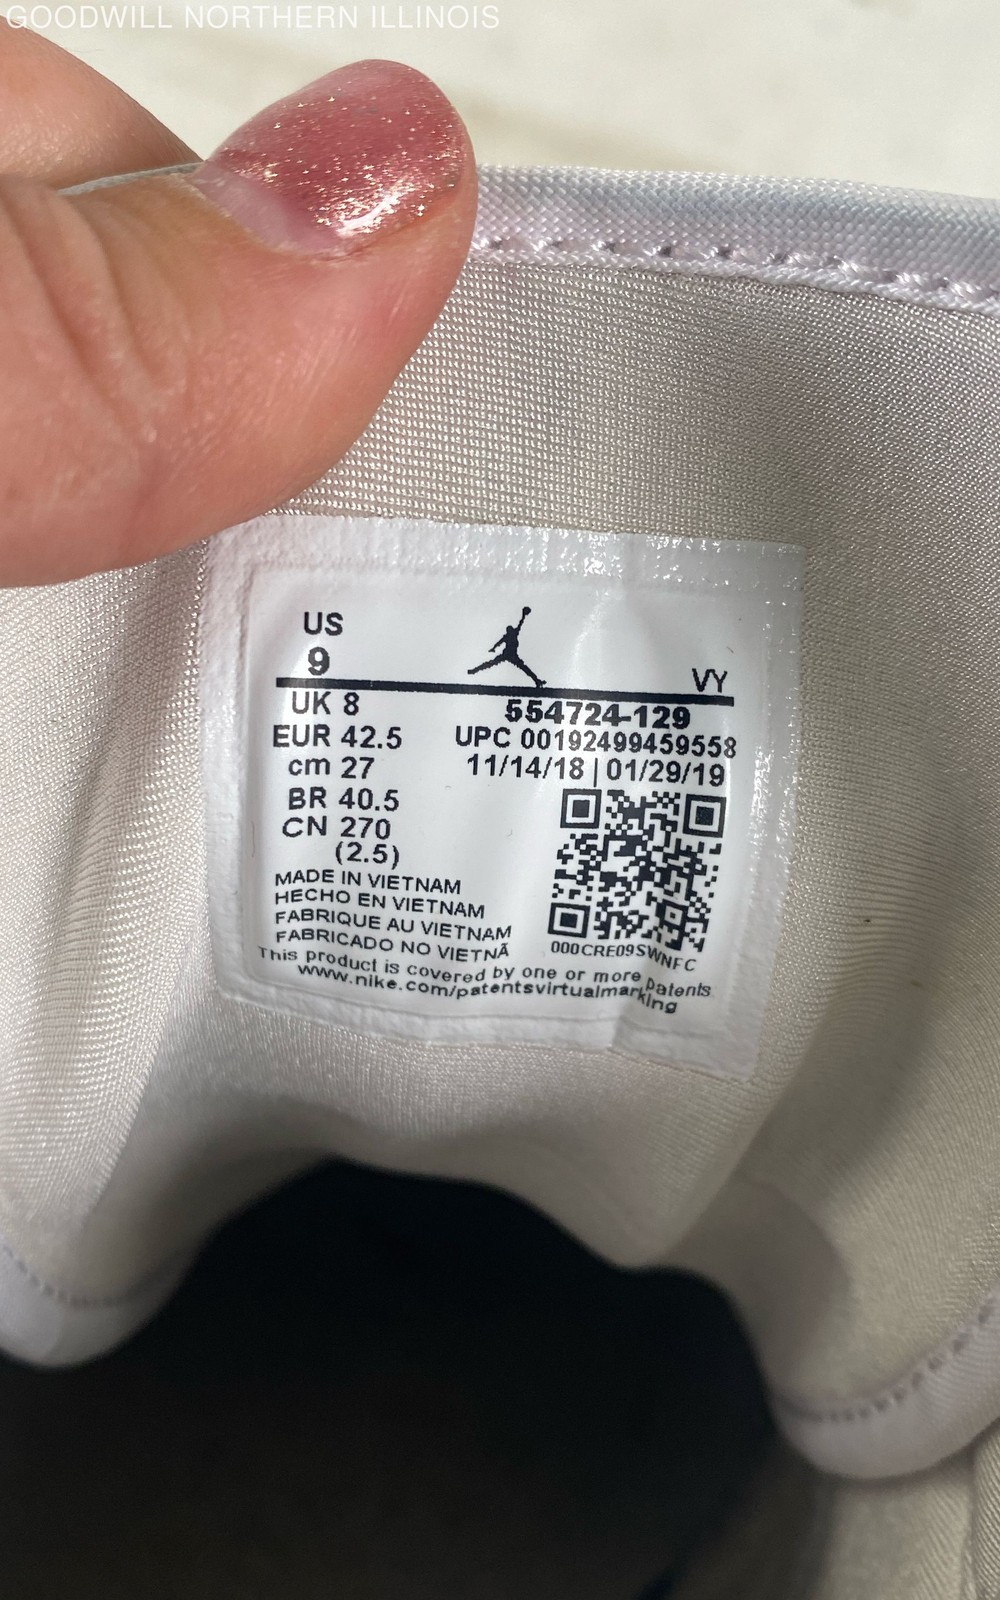 GOODWILL NORTHERN ILLINOIS
US
9
VY
UK 8
554724-129
EUR 42.5
UPC 00192499459558
cm 27
11/14/18 | 01/29/19
BR 40.5
CN 270
(2.5)
MADE IN VIETNAM
HECHO EN VIETNAM
FABRIQUE AU VIETNAM
FABRICADO NO VIETNÃ
000CRE09SWNFC
This product is covered by one or more patents
www.nike.com/patentsvirtualmarking